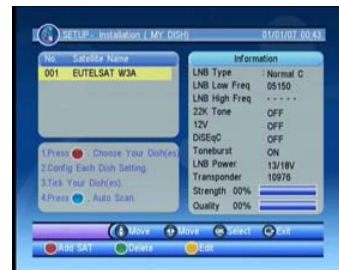 SETUP - Installation ( MY DISH)
01/01/07 00:43
No. Satellite Name
001 EUTELSAT W3A
1.Press , Choose Your Dish(es)
2.Config Each Dish Setting
3.Tick Your Dish(es).
4.Press , Auto Scan.
Information
LNB Type : Normal C
LNB Low Freq 05150
LNB High Freq - - - - -
22K Tone OFF
12V OFF
DiSEqC OFF
Toneburst ON
LNB Power 13/18V
Transponder 10976
Strength 00%
Quality 00%
Move Move Select Exit
Add SAT Delete Edit